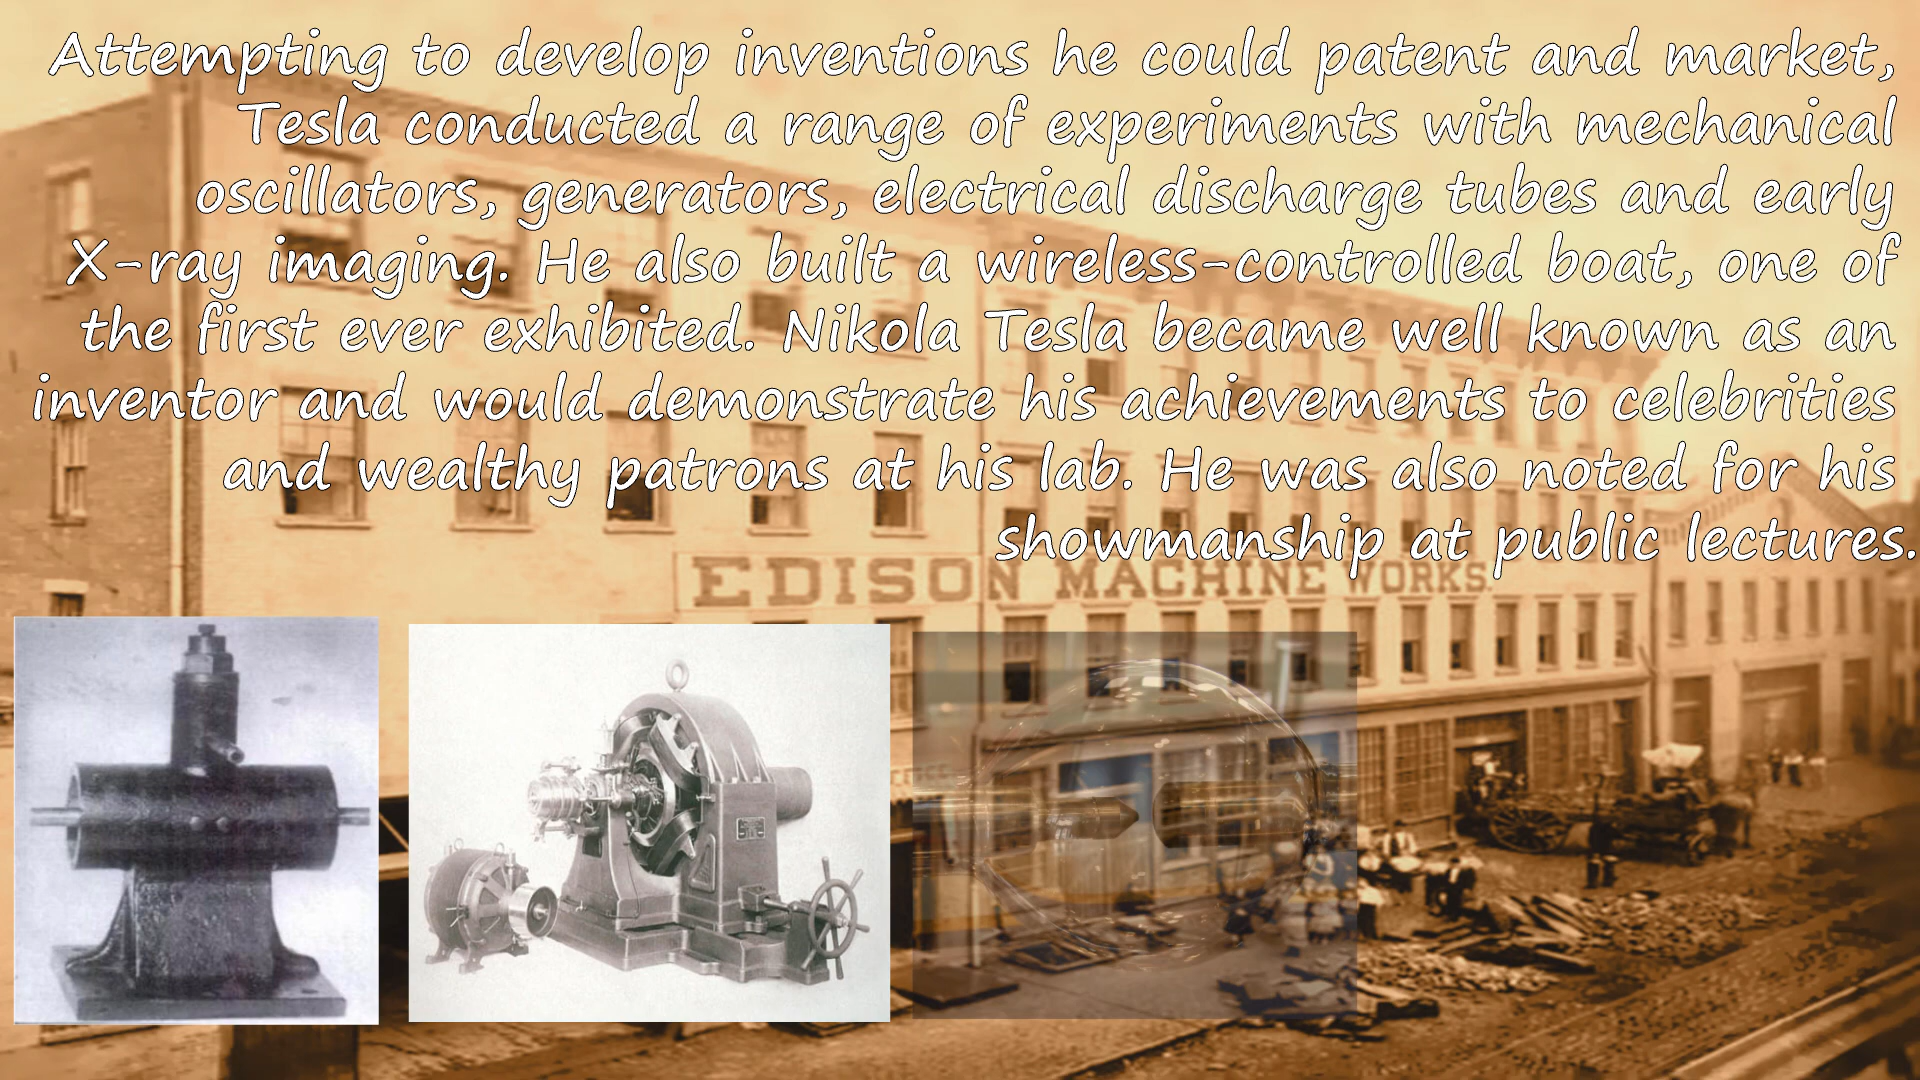 Attempting to develop inventions he could patent and market,
Tesla conducted a range of experiments with mechanical
oscillators, generators, electrical discharge tubes and early
X-ray imaging. He also built a wireless-controlled boat, one of
the first ever exhibited. Nikola Tesla became well known as an
inventor and would demonstrate his achievements to celebrities
and wealthy patrons at his lab. He was also noted for his
showmanship at public lectures.
EDISON MACHINE WORKS.